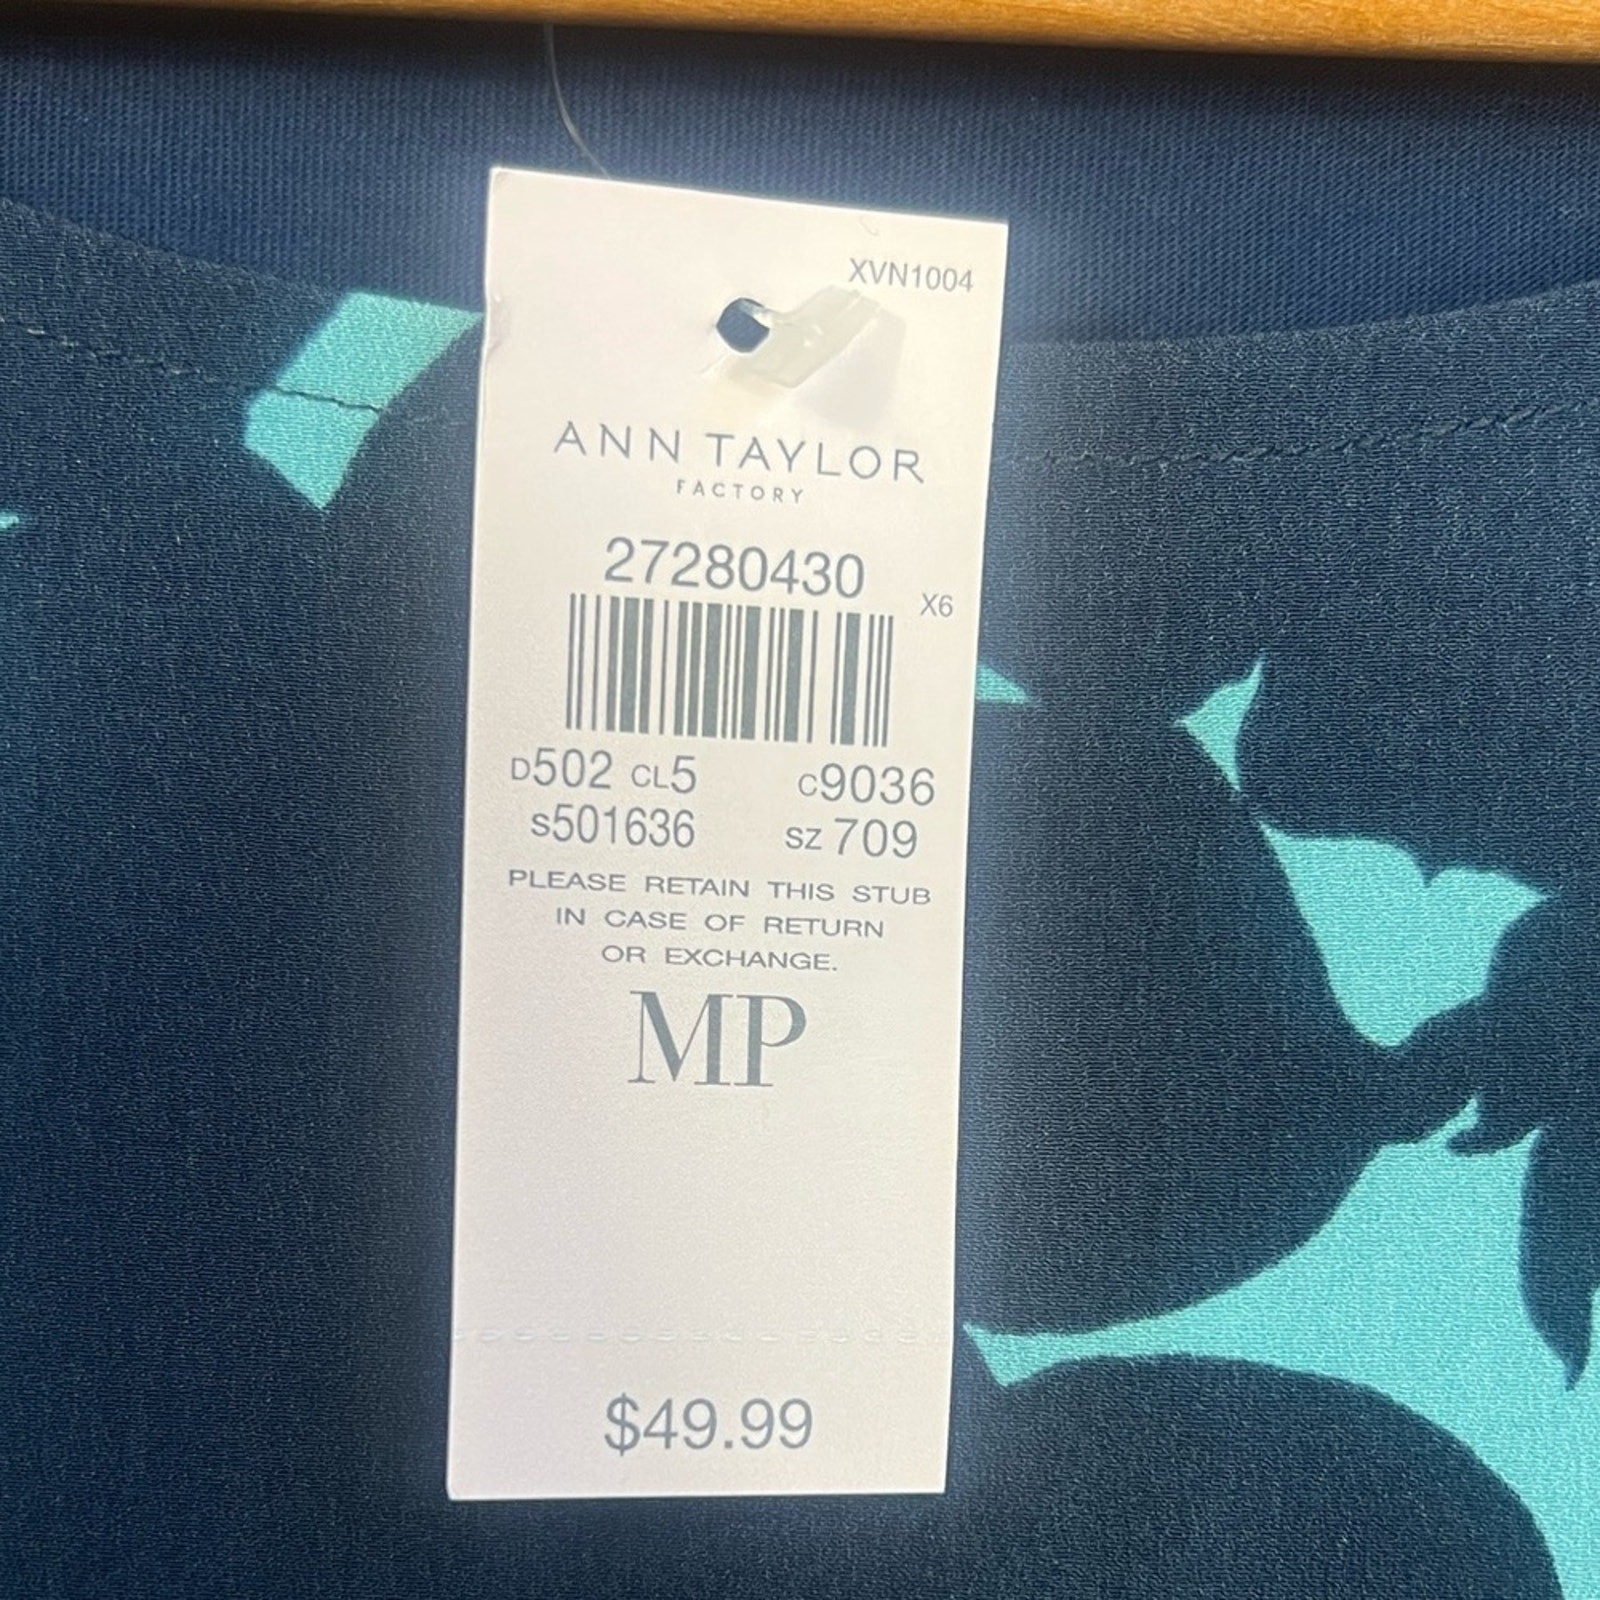 XVN1004
ANN TAYLOR
FACTORY
27280430
X6
D502 CL5 C9036
S501636 SZ 709
PLEASE RETAIN THIS STUB
IN CASE OF RETURN
OR EXCHANGE.
MP
$49.99